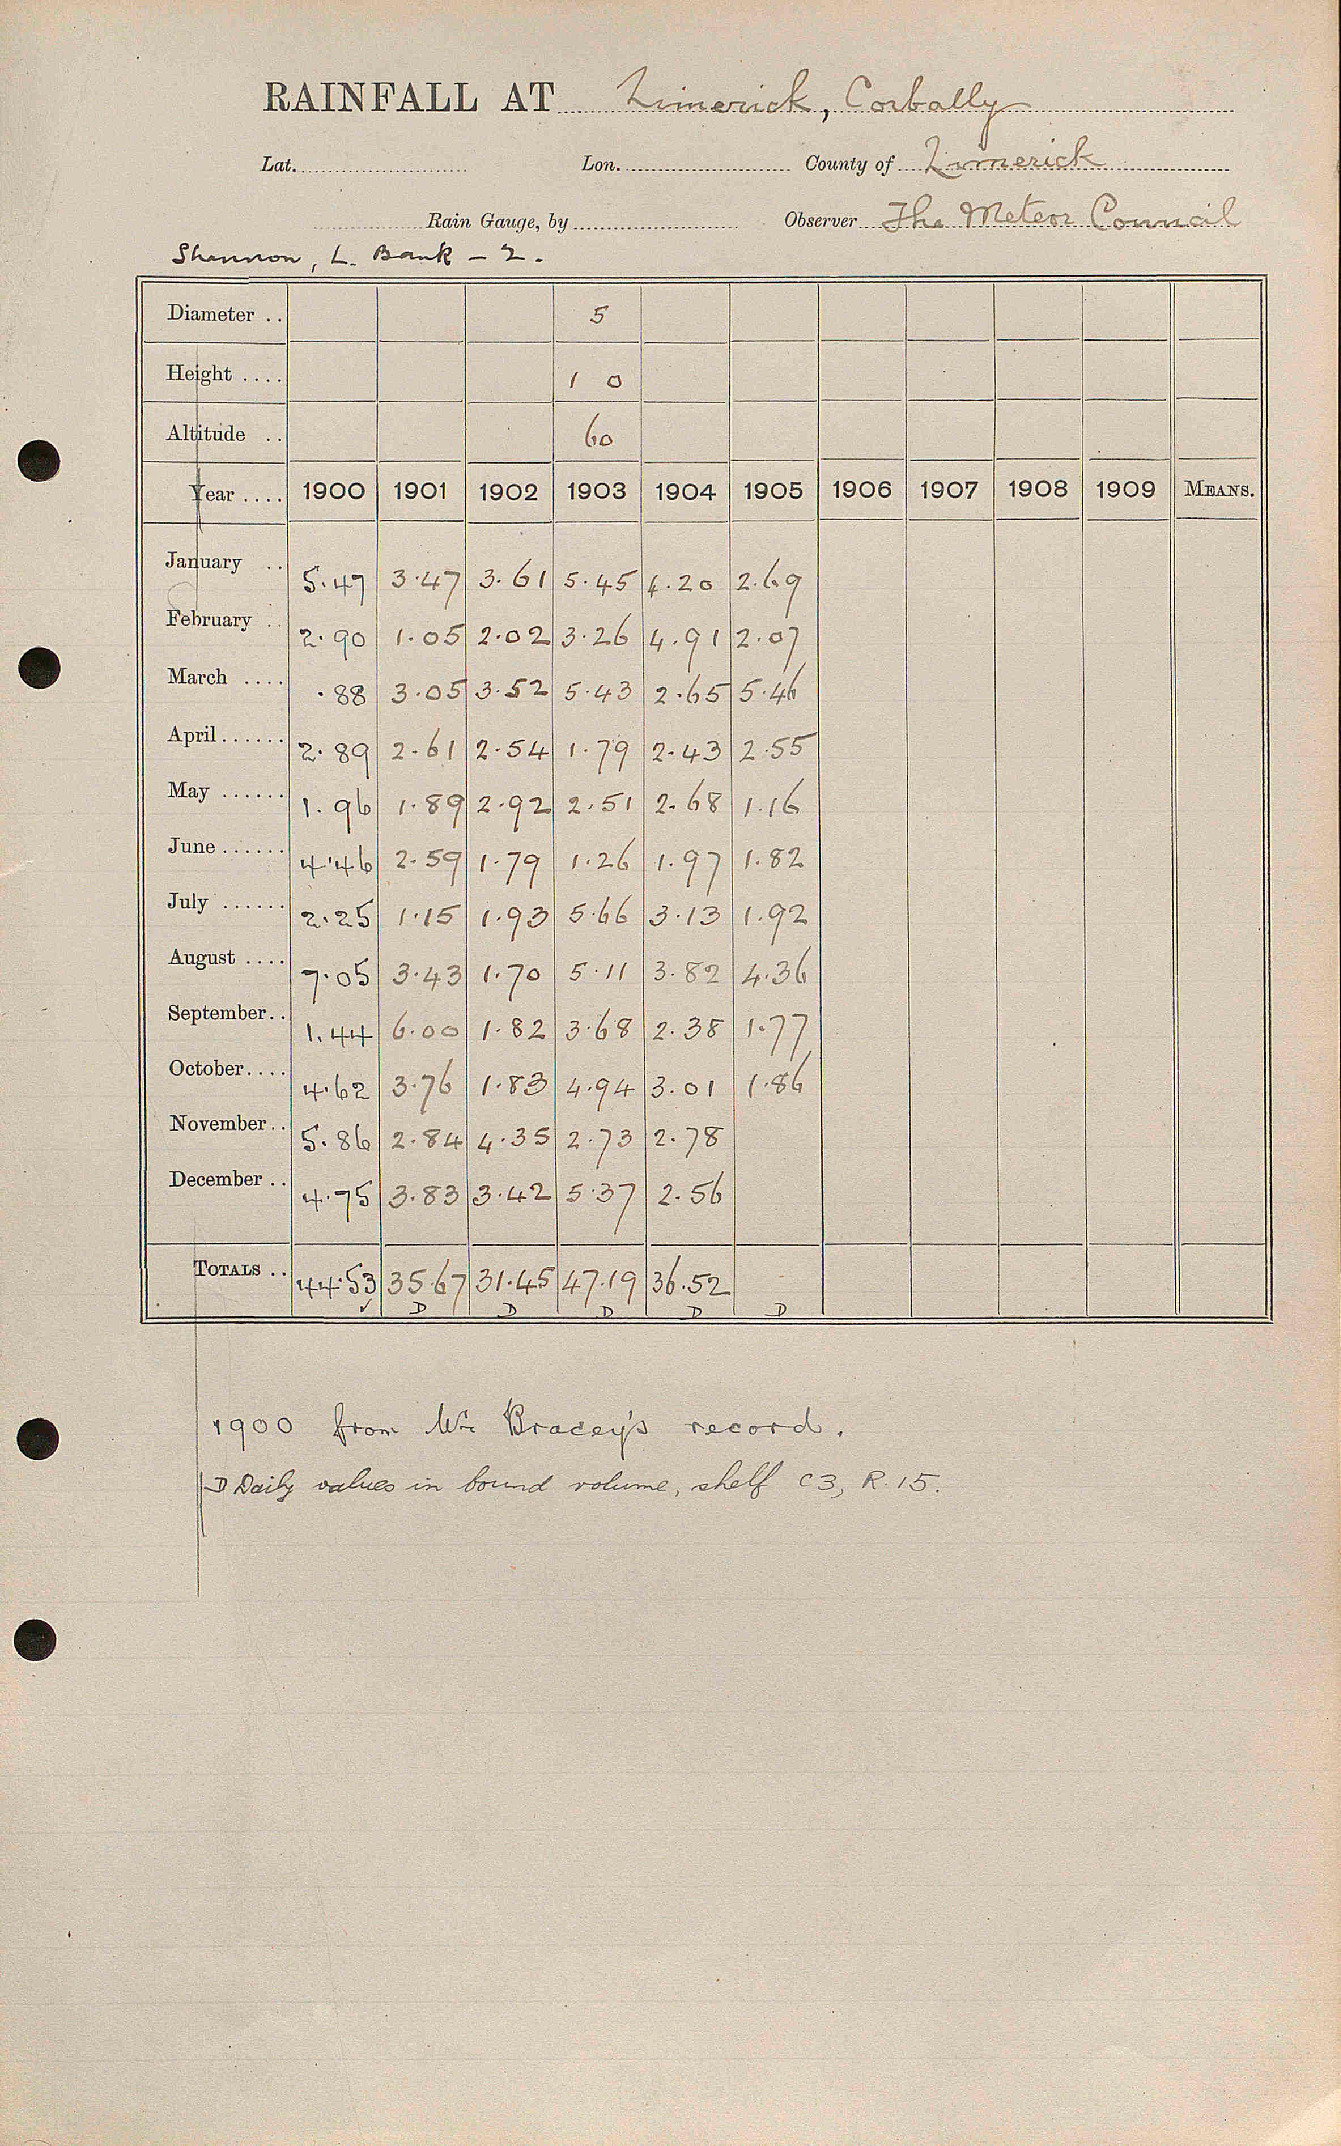 RAINFALL AT Limerick, Corbally
Lat. Lon. County of Limerick
Rain Gauge, by Observer The Meteor Council
Shannon, L. Bank - 2.
Diameter .. 5
Height .... 1 0
Altitude .. 60
Year .... 1900 1901 1902 1903 1904 1905 1906 1907 1908 1909 MEANS.
January .. 5.47 3.47 3.61 5.45 4.20 2.69
February .. 2.90 1.05 2.02 3.26 4.91 2.07
March .... .88 3.05 3.52 5.43 2.65 5.46
April ...... 2.89 2.61 2.54 1.79 2.43 2.55
May ...... 1.96 1.89 2.92 2.51 2.68 1.16
June ...... 4.46 2.59 1.79 1.26 1.97 1.82
July ...... 2.25 1.15 1.93 5.66 3.13 1.92
August .... 7.05 3.43 1.70 5.11 3.82 4.36
September.. 1.44 6.00 1.82 3.68 2.38 1.77
October.... 4.62 3.76 1.83 4.94 3.01 1.86
November.. 5.86 2.84 4.35 2.73 2.78
December .. 4.75 3.83 3.42 5.37 2.56
TOTALS .. 44.53 35.67 31.45 47.19 36.52
✓ D D D D D
1900 from Mr Bracey's record.
D Daily values in bound volume, shelf C3, R.15.